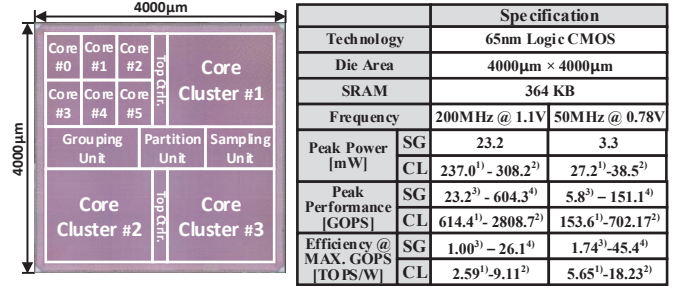 4000μm
4000μm
Core #0
Core #1
Core #2
Core #3
Core #4
Core #5
Top Ctrlr.
Core Cluster #1
Grouping Unit
Partition Unit
Sampling Unit
Core Cluster #2
Top Ctrlr.
Core Cluster #3
Specification
Technology 65nm Logic CMOS
Die Area 4000μm × 4000μm
SRAM 364 KB
Frequency 200MHz @ 1.1V 50MHz @ 0.78V
Peak Power [mW] SG 23.2 3.3
CL 237.0¹⁾ - 308.2²⁾ 27.2¹⁾-38.5²⁾
Peak Performance [GOPS] SG 23.2³⁾ - 604.3⁴⁾ 5.8³⁾ – 151.1⁴⁾
CL 614.4¹⁾- 2808.7²⁾ 153.6¹⁾-702.17²⁾
Efficiency @ MAX. GOPS [TOPS/W] SG 1.00³⁾ – 26.1⁴⁾ 1.74³⁾-45.4⁴⁾
CL 2.59¹⁾-9.11²⁾ 5.65¹⁾-18.23²⁾